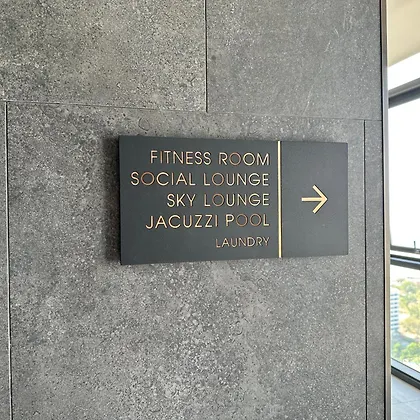 FITNESS ROOM
SOCIAL LOUNGE
SKY LOUNGE
JACUZZI POOL
LAUNDRY